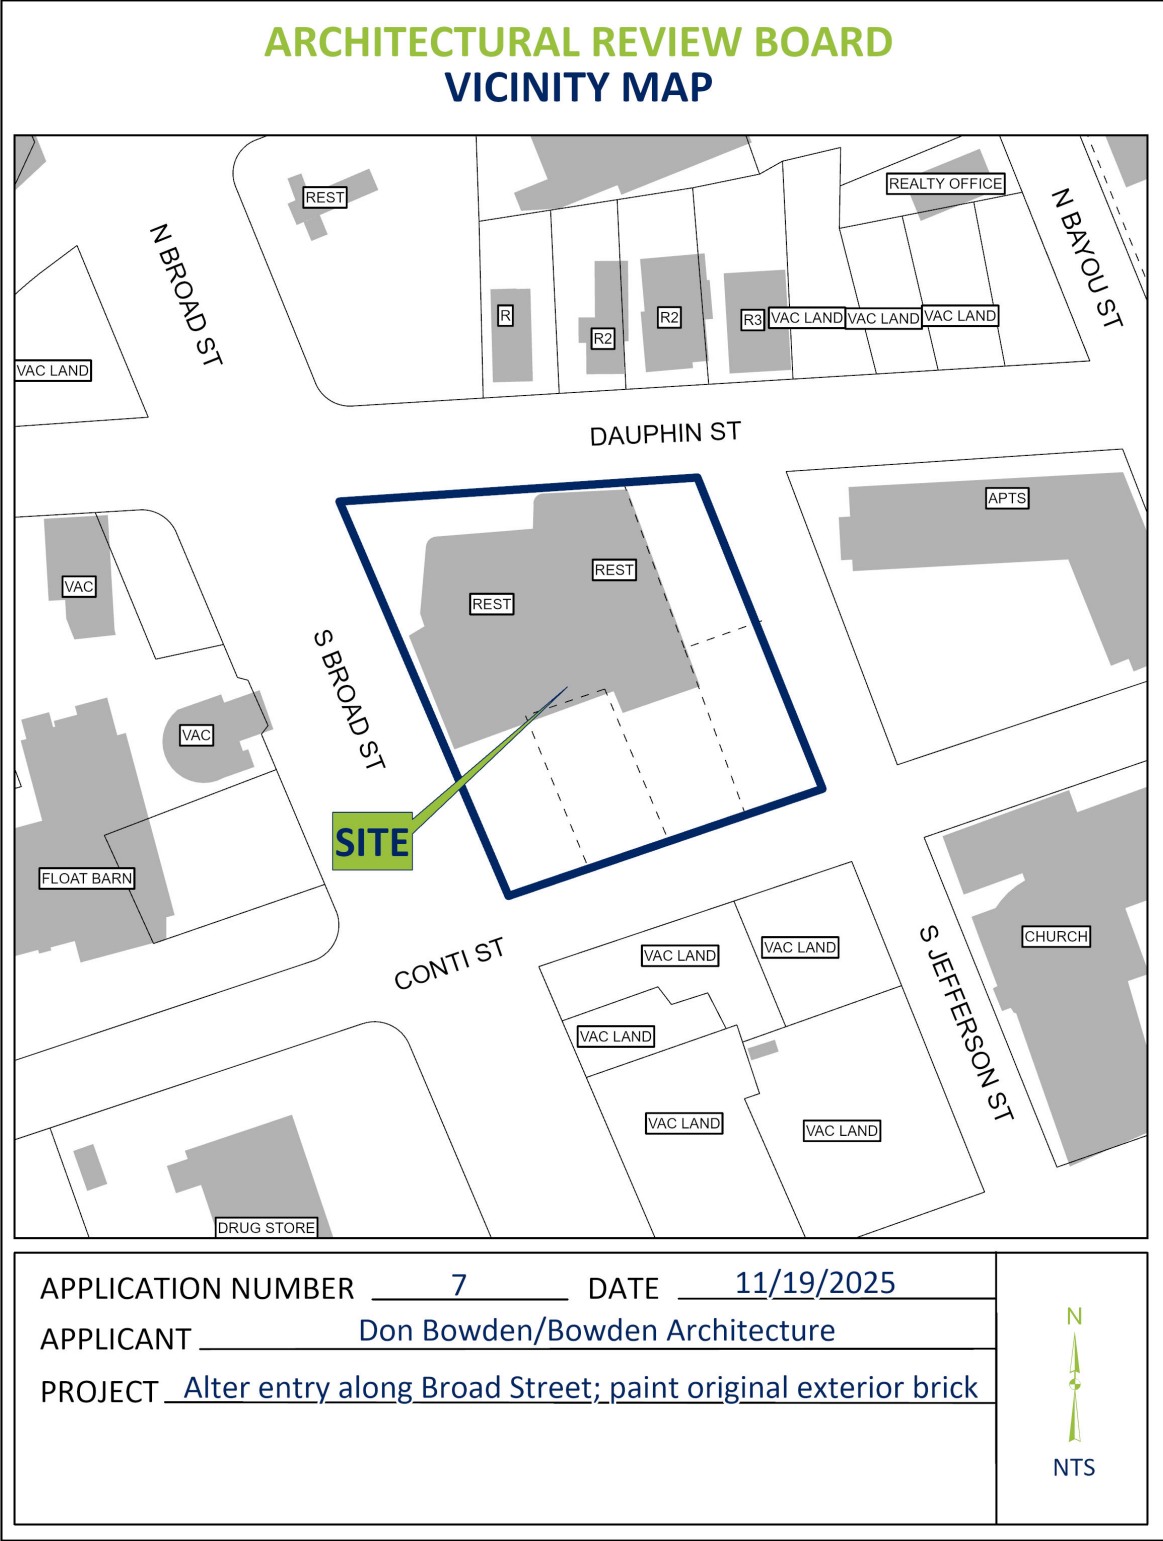 ARCHITECTURAL REVIEW BOARD
VICINITY MAP
REST
REALTY OFFICE
N BROAD ST
N BAYOU ST
R
R2
R2
R3
VAC LAND
VAC LAND
VAC LAND
VAC LAND
DAUPHIN ST
APTS
REST
REST
VAC
S BROAD ST
VAC
SITE
FLOAT BARN
CONTI ST
VAC LAND
VAC LAND
CHURCH
S JEFFERSON ST
VAC LAND
VAC LAND
VAC LAND
DRUG STORE
APPLICATION NUMBER 7 DATE 11/19/2025
APPLICANT Don Bowden/Bowden Architecture
PROJECT Alter entry along Broad Street; paint original exterior brick
N
NTS